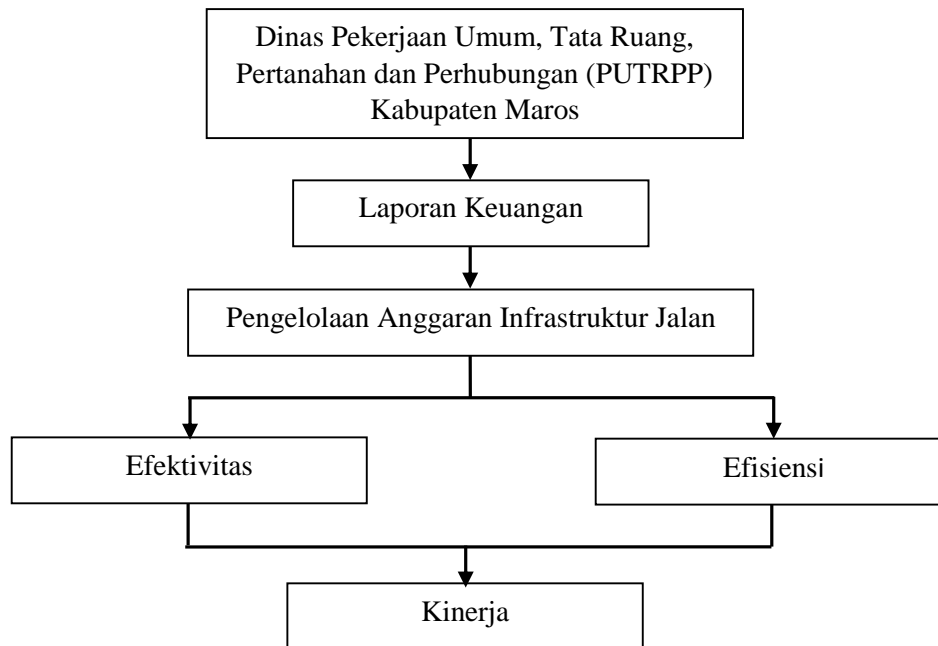 Dinas Pekerjaan Umum, Tata Ruang,
Pertanahan dan Perhubungan (PUTRPP)
Kabupaten Maros
Laporan Keuangan
Pengelolaan Anggaran Infrastruktur Jalan
Efektivitas
Efisiensi
Kinerja